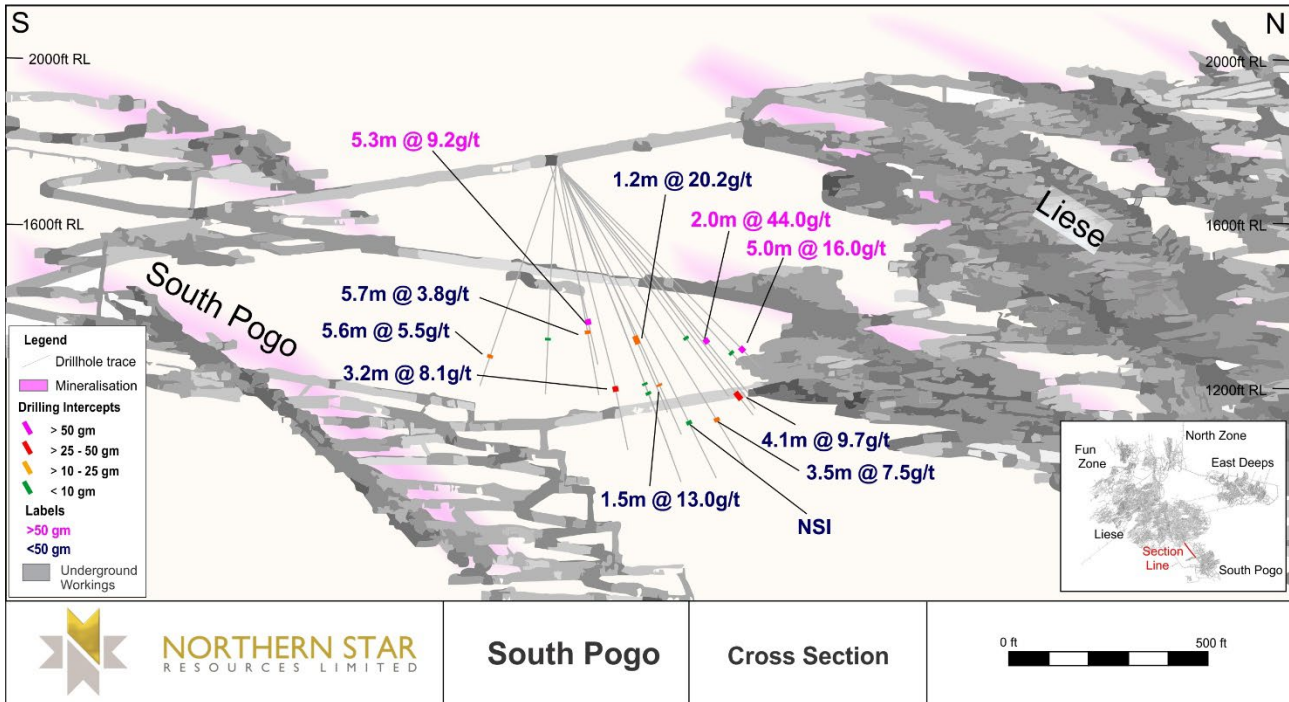 S
N
2000ft RL
2000ft RL
5.3m @ 9.2g/t
1.2m @ 20.2g/t
2.0m @ 44.0g/t
5.0m @ 16.0g/t
Liese
1600ft RL
1600ft RL
South Pogo
5.7m @ 3.8g/t
5.6m @ 5.5g/t
3.2m @ 8.1g/t
1200ft RL
4.1m @ 9.7g/t
3.5m @ 7.5g/t
1.5m @ 13.0g/t
NSI
Legend
Drillhole trace
Mineralisation
Drilling Intercepts
> 50 gm
> 25 - 50 gm
> 10 - 25 gm
< 10 gm
Labels
>50 gm
<50 gm
Underground
Workings
North Zone
Fun
Zone
East Deeps
Liese
Section
Line
South Pogo
NORTHERN STAR
RESOURCES LIMITED
South Pogo
Cross Section
0 ft
500 ft